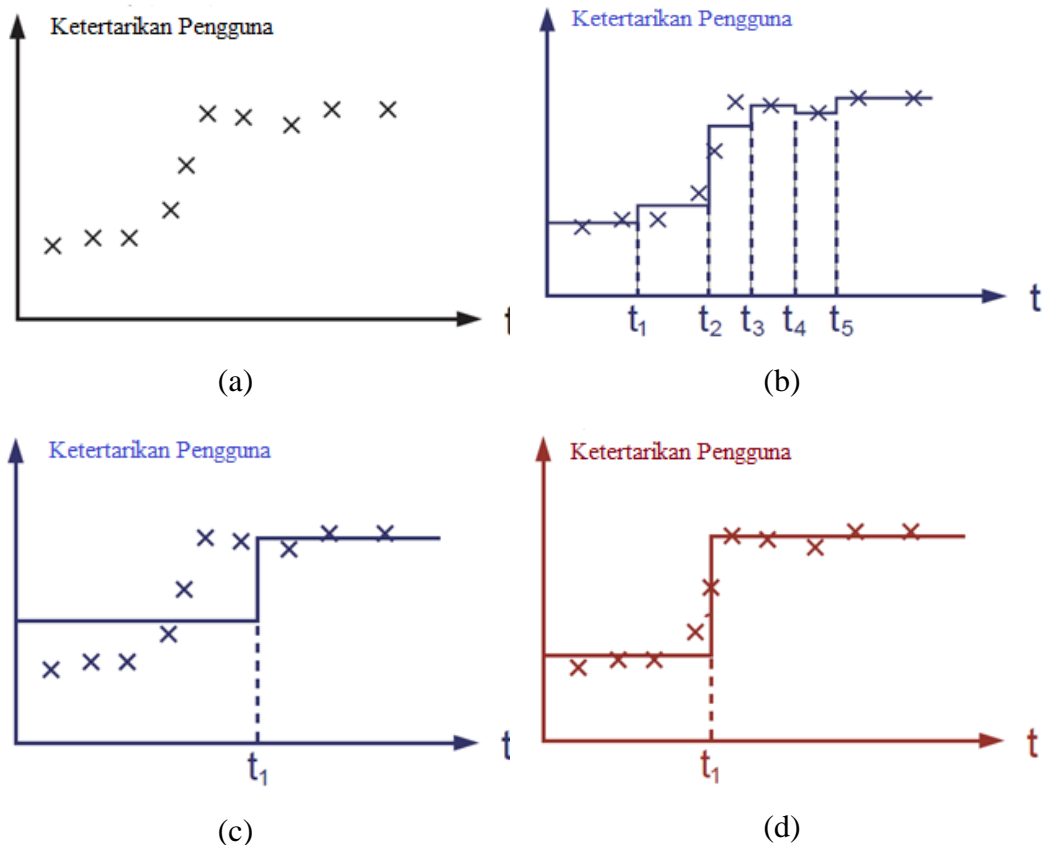 Ketertarikan Pengguna
t
(a)
Ketertarikan Pengguna
t
t1 t2 t3 t4 t5
(b)
Ketertarikan Pengguna
t
t1
(c)
Ketertarikan Pengguna
t
t1
(d)